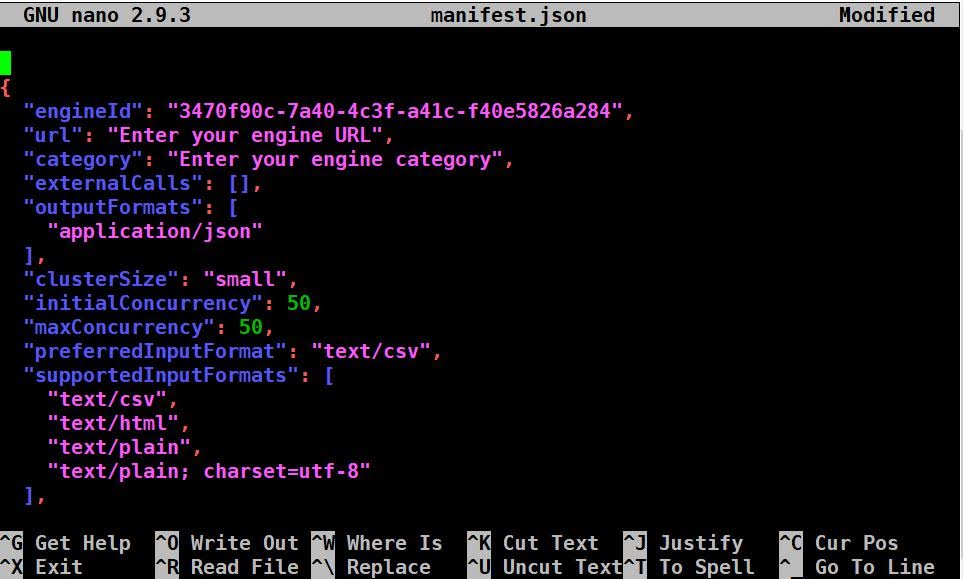 GNU nano 2.9.3 manifest.json Modified
{
"engineId": "3470f90c-7a40-4c3f-a41c-f40e5826a284",
"url": "Enter your engine URL",
"category": "Enter your engine category",
"externalCalls": [],
"outputFormats": [
"application/json"
],
"clusterSize": "small",
"initialConcurrency": 50,
"maxConcurrency": 50,
"preferredInputFormat": "text/csv",
"supportedInputFormats": [
"text/csv",
"text/html",
"text/plain",
"text/plain; charset=utf-8"
],
^G Get Help ^O Write Out ^W Where Is ^K Cut Text ^J Justify ^C Cur Pos
^X Exit ^R Read File ^\ Replace ^U Uncut Text^T To Spell ^_ Go To Line